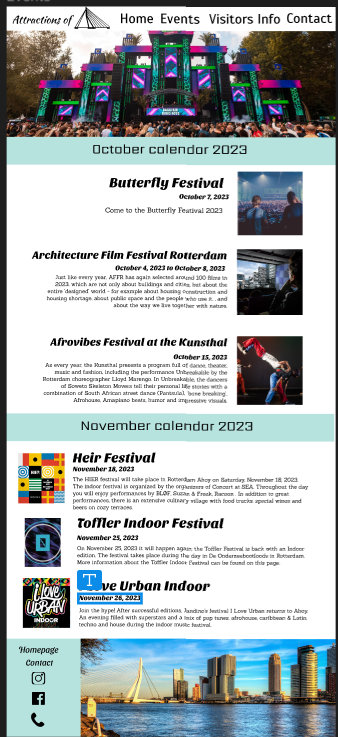 Attractions of
Home Events Visitors Info Contact
October calendar 2023
Butterfly Festival
October 7, 2023
Come to the Butterfly Festival 2023
Architecture Film Festival Rotterdam
October 4, 2023 to October 8, 2023
Just like every year, AFFR has again selected around 100 films in
2023, which are not only about buildings and cities, but about the
entire 'designed' world - for example about housing construction and
housing shortage, about public space and the people who use it... and
about the way we live together with nature.
Afrovibes Festival at the Kunsthal
October 15, 2023
As every year, the Kunsthal presents a program full of dance, theater,
music and fashion, including the performance Unbreakable by the
Rotterdam choreographer Lloyd Marengo. In Unbreakable, the dancers
of Soweto Skeleton Movers tell their personal life stories with a
combination of South African street dance (Pantsula), 'bone breaking',
Afrohouse, Amapiano beats, humor and impressive visuals.
November calendar 2023
HEIR
Heir Festival
November 18, 2023
The HIER festival will take place in Rotterdam Ahoy on Saturday, November 18, 2023.
The indoor festival is organized by the organizers of Concert at SEA. Throughout the day
you will enjoy performances by BLØF, Suzan & Freek, Racoon. In addition to great
performances, there is an extensive culinary village with food trucks special wines and
beers on cozy terraces.
Toffler Indoor Festival
November 25, 2023
On November 25, 2023 it will happen again: the Toffler Festival is back with an Indoor
edition. The festival takes place during the day in De Onderzeebootloods in Rotterdam.
More information about the Toffler Indoor Festival can be found on this page.
I LOVE
URBAN
INDOOR
T
ve Urban Indoor
November 26, 2023
Join the hype! After successful editions, Jandino's festival I Love Urban returns to Ahoy.
An evening filled with superstars and a mix of pop tunes, afrohouse, caribbean & Latin,
techno and house during the indoor music festival.
Homepage
Contact